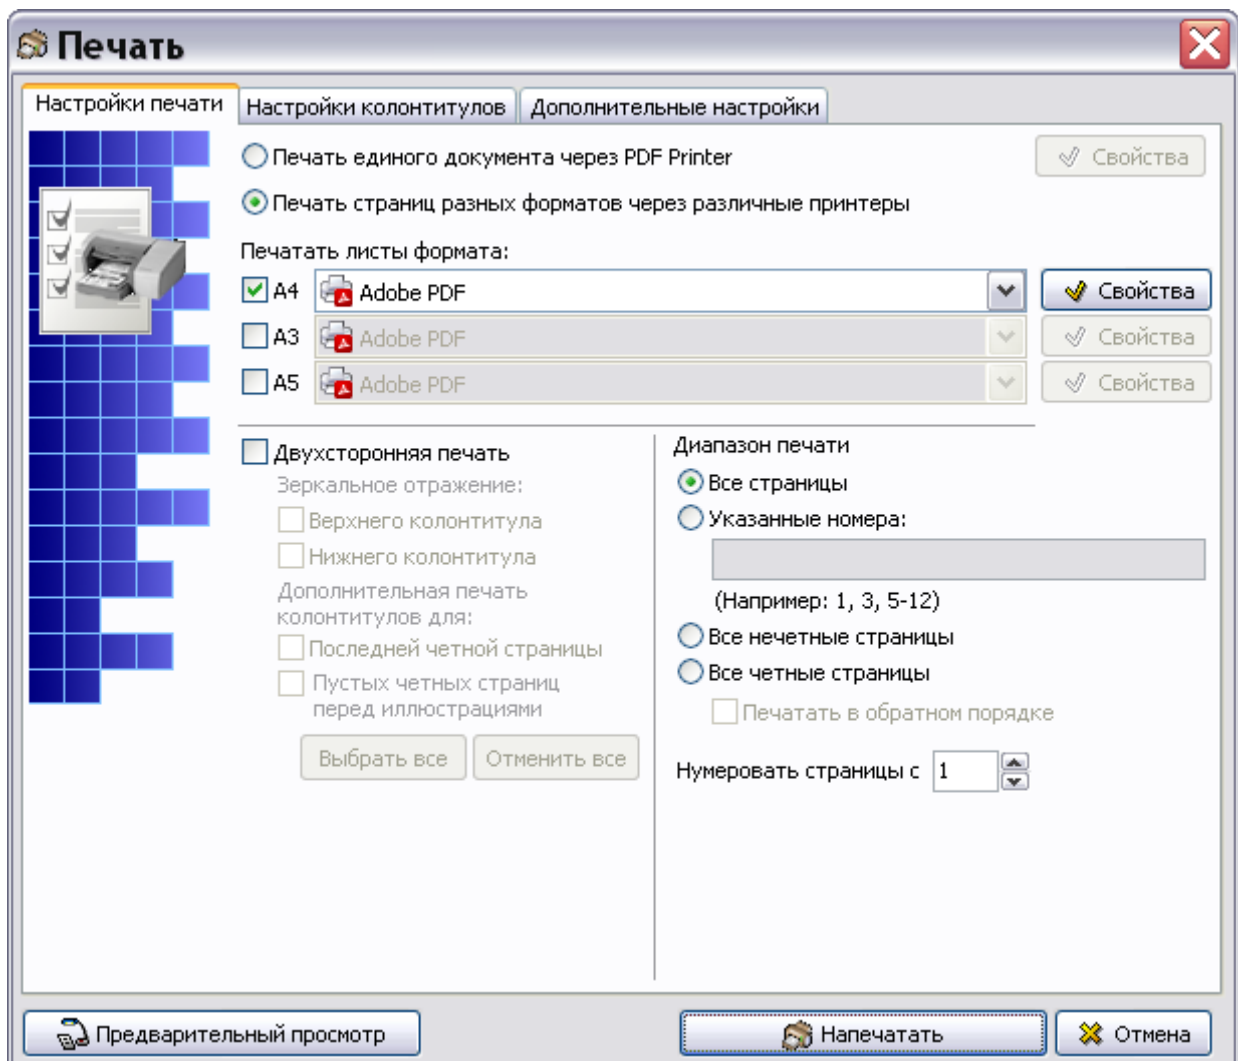 Печать
Настройки печати
Настройки колонтитулов
Дополнительные настройки
Печать единого документа через PDF Printer
Свойства
Печать страниц разных форматов через различные принтеры
Печатать листы формата:
A4 Adobe PDF Свойства
A3 Adobe PDF Свойства
A5 Adobe PDF Свойства
Двухсторонняя печать
Зеркальное отражение:
Верхнего колонтитула
Нижнего колонтитула
Дополнительная печать
колонтитулов для:
Последней четной страницы
Пустых четных страниц
перед иллюстрациями
Выбрать все
Отменить все
Диапазон печати
Все страницы
Указанные номера:
(Например: 1, 3, 5-12)
Все нечетные страницы
Все четные страницы
Печатать в обратном порядке
Нумеровать страницы с 1
Предварительный просмотр
Напечатать
Отмена